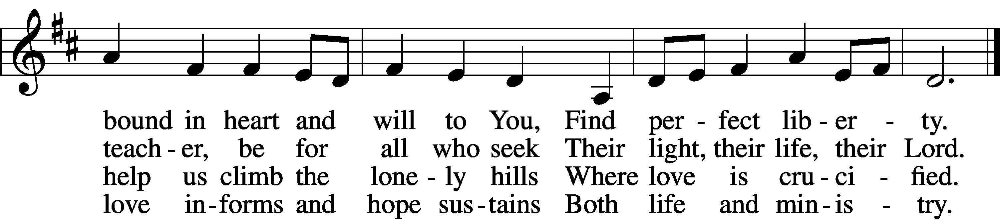 bound in heart and will to You, Find per - fect lib - er - ty.
teach - er, be for all who seek Their light, their life, their Lord.
help us climb the lone - ly hills Where love is cru - ci - fied.
love in - forms and hope sus - tains Both life and min - is - try.